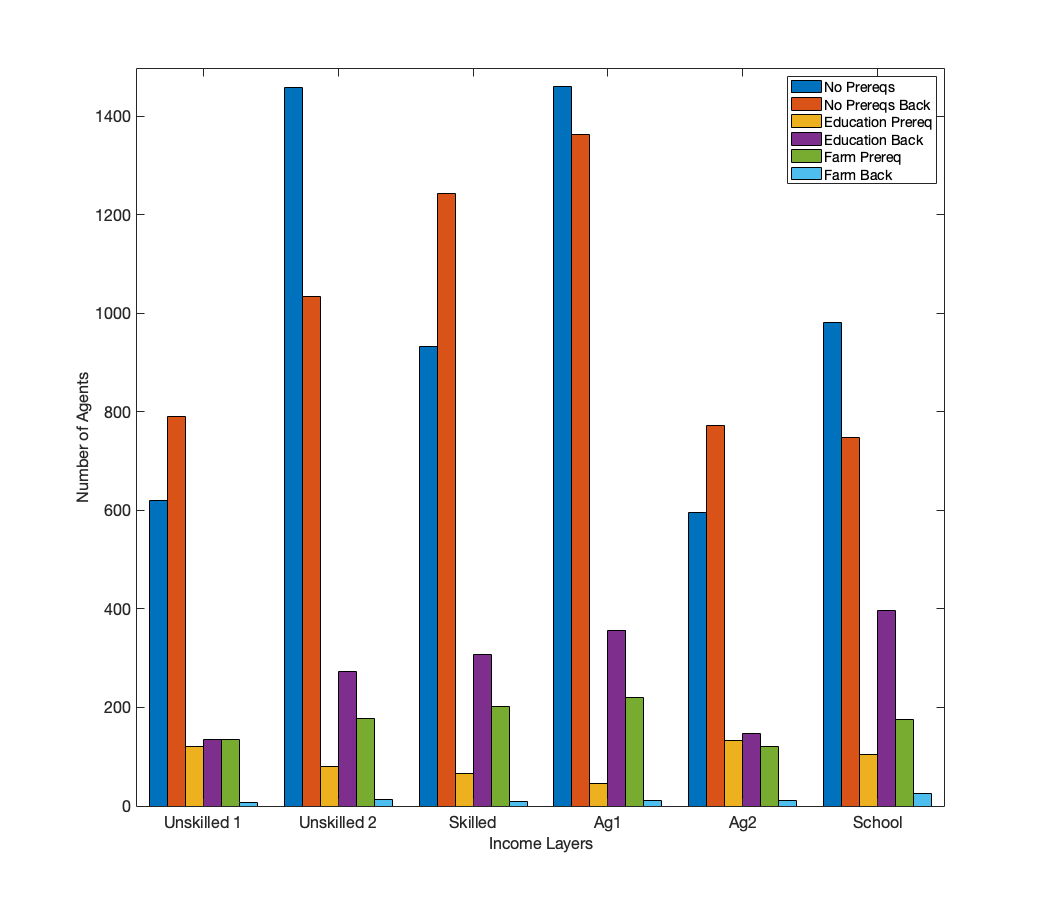 No Prereqs
No Prereqs Back
Education Prereq
Education Back
Farm Prereq
Farm Back
1400
1200
1000
800
600
400
200
0
Number of Agents
Unskilled 1
Unskilled 2
Skilled
Ag1
Ag2
School
Income Layers